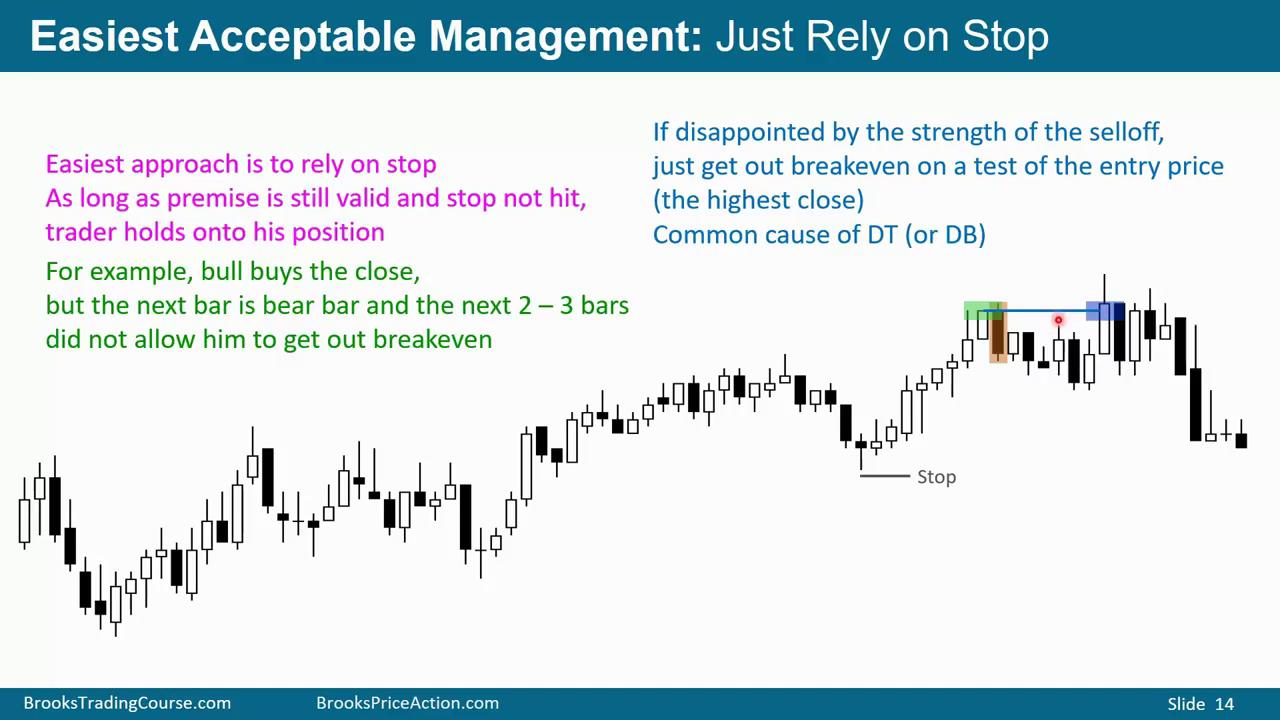 Easiest Acceptable Management: Just Rely on Stop
Easiest approach is to rely on stop
As long as premise is still valid and stop not hit,
trader holds onto his position
For example, bull buys the close,
but the next bar is bear bar and the next 2 – 3 bars
did not allow him to get out breakeven
If disappointed by the strength of the selloff,
just get out breakeven on a test of the entry price
(the highest close)
Common cause of DT (or DB)
Stop
BrooksTradingCourse.com
BrooksPriceAction.com
Slide 14